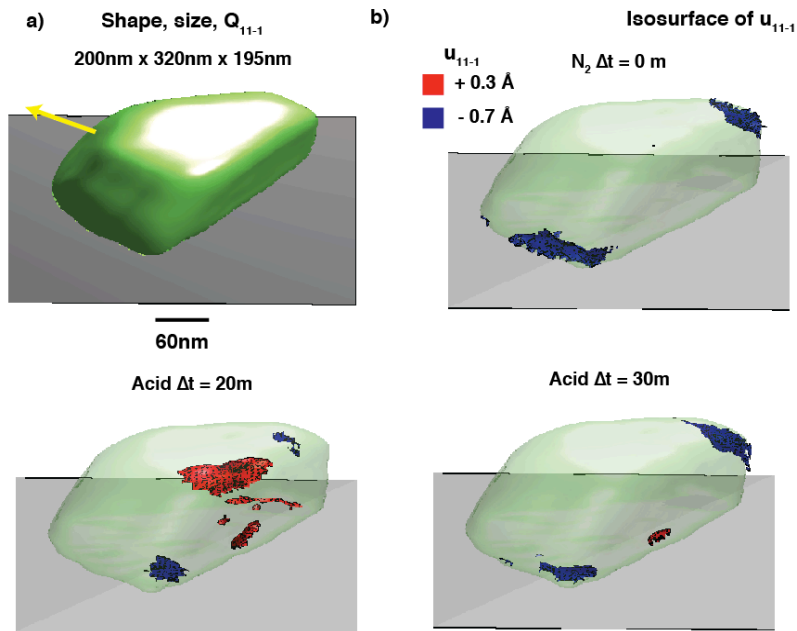 a) Shape, size, Q₁₁₋₁
200nm x 320nm x 195nm
60nm
b) Isosurface of u₁₁₋₁
u₁₁₋₁
+ 0.3 Å
- 0.7 Å
N₂ Δt = 0 m
Acid Δt = 20m
Acid Δt = 30m